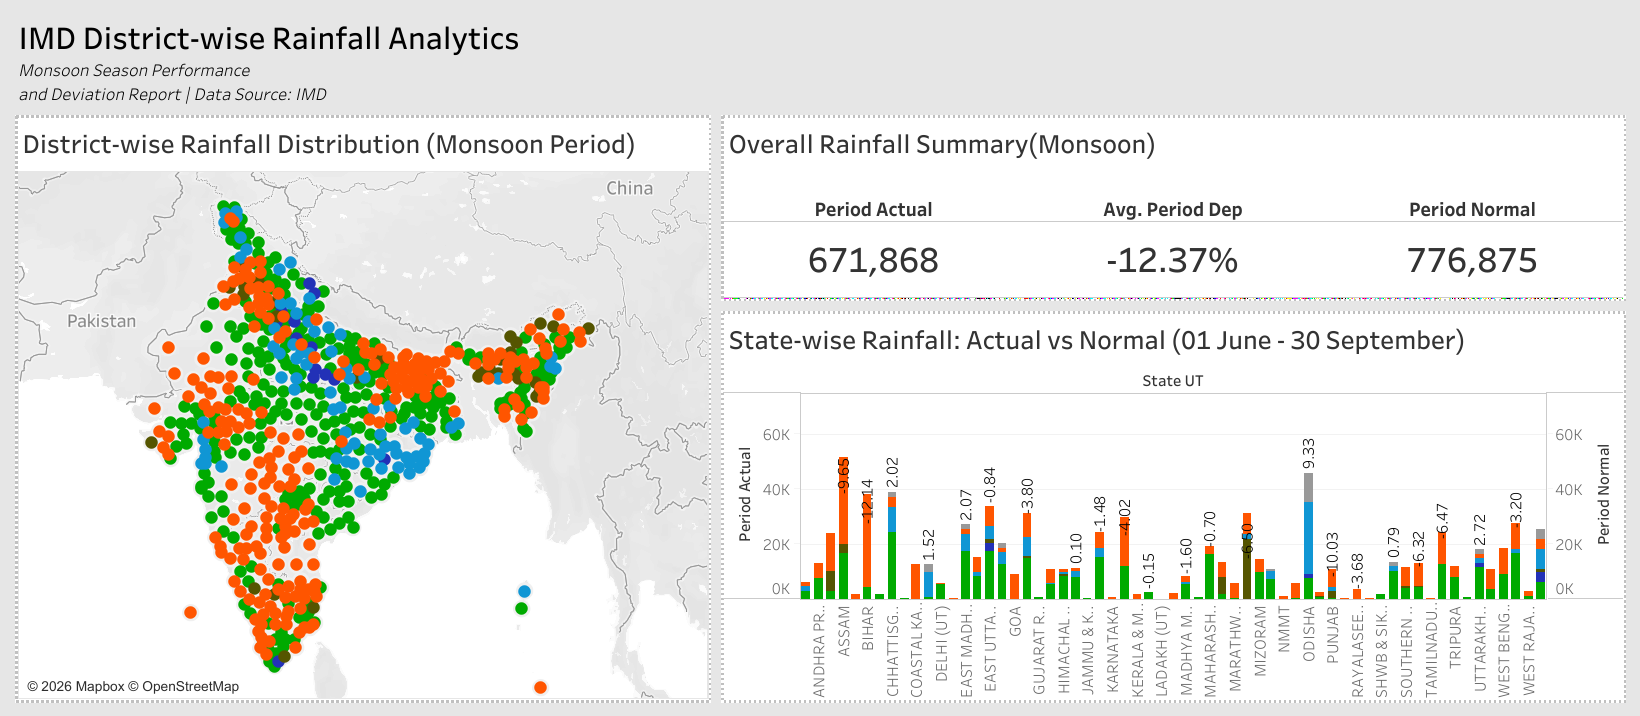 IMD District-wise Rainfall Analytics
Monsoon Season Performance
and Deviation Report | Data Source: IMD
District-wise Rainfall Distribution (Monsoon Period)
China
Pakistan
© 2026 Mapbox © OpenStreetMap
Overall Rainfall Summary(Monsoon)
Period Actual Avg. Period Dep Period Normal
671,868 -12.37% 776,875
State-wise Rainfall: Actual vs Normal (01 June - 30 September)
State UT
Period Actual
60K
40K
20K
0K
-9.65
-12.14
2.02
1.52
2.07
-0.84
-3.80
0.10
-1.48
-4.02
-0.15
-1.60
-0.70
-6.50
9.33
-10.03
-3.68
0.79
-6.32
-6.47
2.72
-3.20
60K
40K
20K
0K
Period Normal
ANDHRA PR..
ASSAM
BIHAR
CHHATTISG..
COASTAL KA..
DELHI (UT)
EAST MADH..
EAST UTTA..
GOA
GUJARAT R..
HIMACHAL ..
JAMMU & K..
KARNATAKA
KERALA & M..
LADAKH (UT)
MADHYA M..
MAHARASH..
MARATHW..
MIZORAM
NMMT
ODISHA
PUNJAB
RAYALASEE..
SHWB & SIK..
SOUTHERN ..
TAMILNADU..
TRIPURA
UTTARAKH..
WEST BENG..
WEST RAJA..